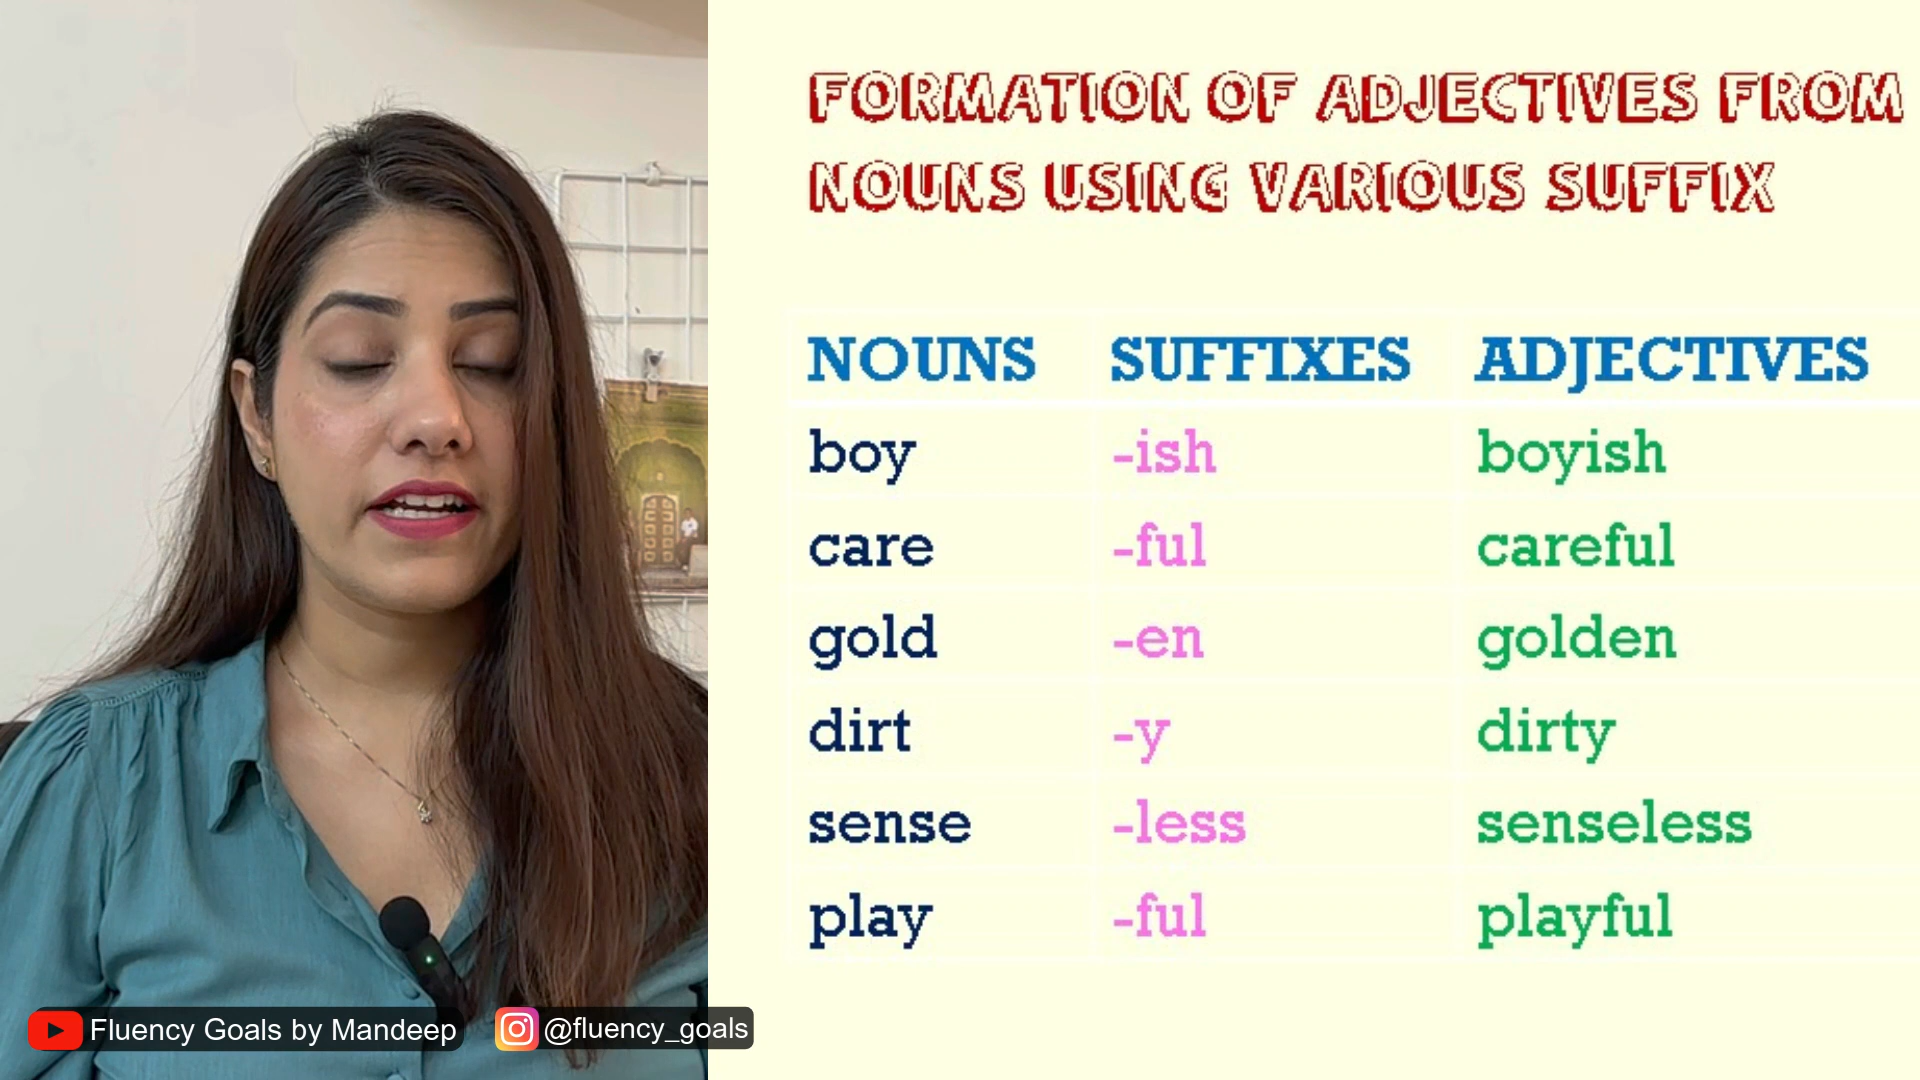 FORMATION OF ADJECTIVES FROM
NOUNS USING VARIOUS SUFFIX
NOUNS SUFFIXES ADJECTIVES
boy -ish boyish
care -ful careful
gold -en golden
dirt -y dirty
sense -less senseless
play -ful playful
Fluency Goals by Mandeep @fluency_goals